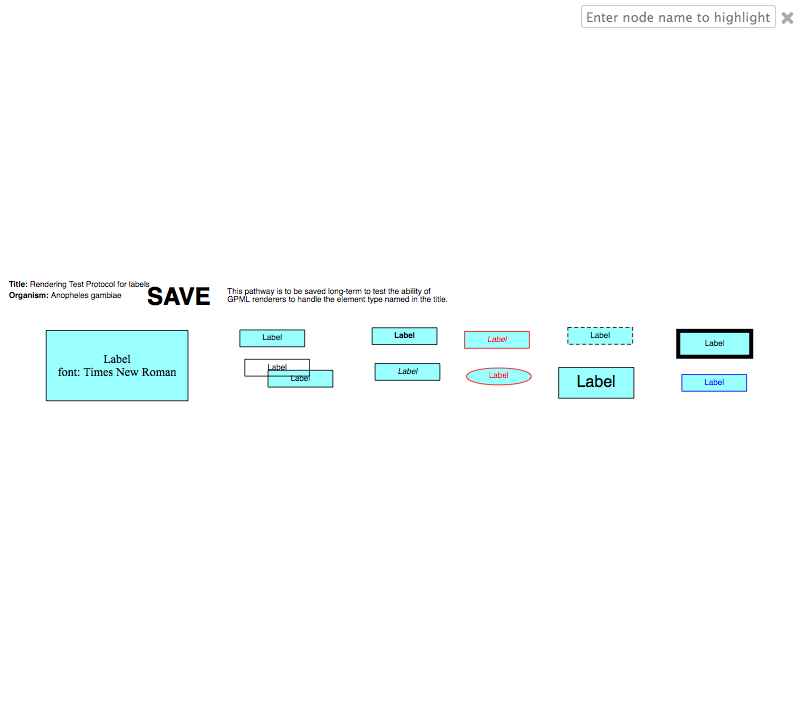 Enter node name to highlight
Title: Rendering Test Protocol for labels
Organism: Anopheles gambiae
SAVE
This pathway is to be saved long-term to test the ability of
GPML renderers to handle the element type named in the title.
Label
font: Times New Roman
Label
Label
Label
Label
Label
Label
Label
Label
Label
Label
Label